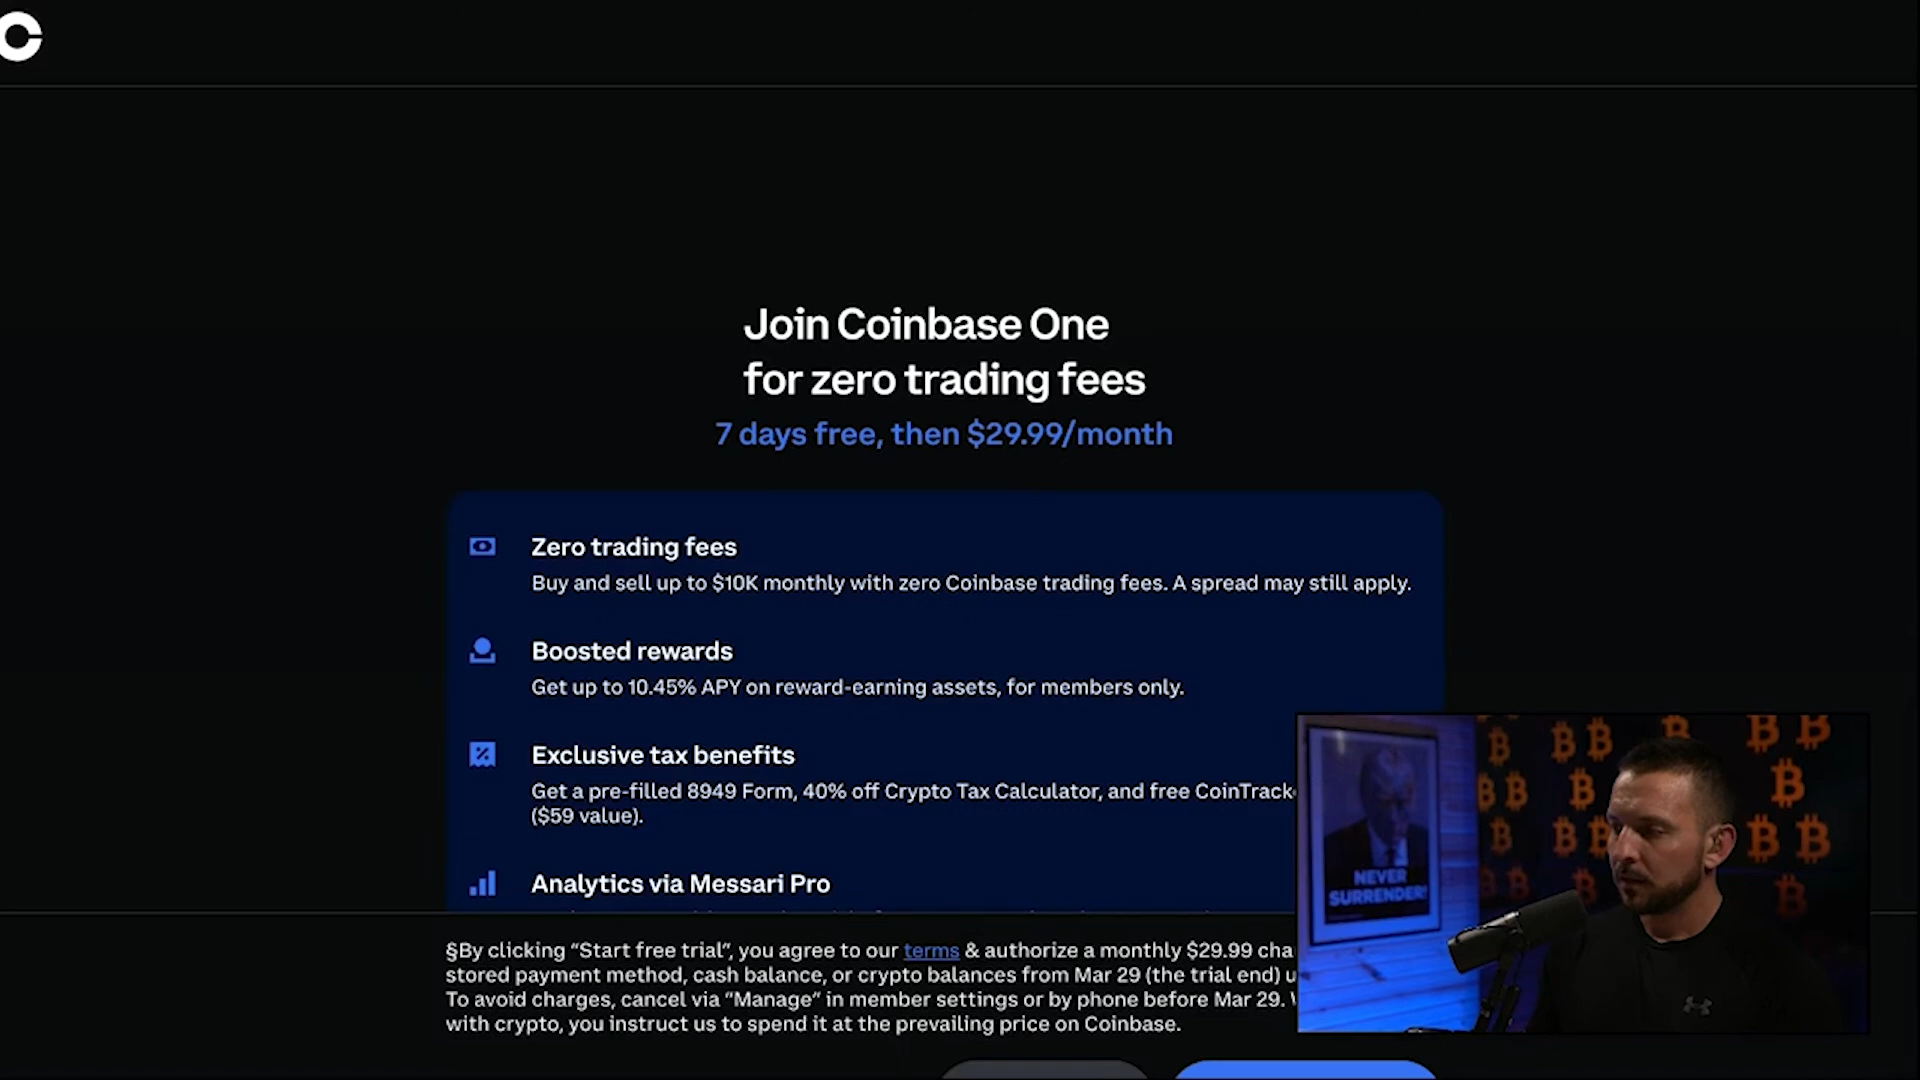 Join Coinbase One
for zero trading fees
7 days free, then $29.99/month
Zero trading fees
Buy and sell up to $10K monthly with zero Coinbase trading fees. A spread may still apply.
Boosted rewards
Get up to 10.45% APY on reward-earning assets, for members only.
Exclusive tax benefits
Get a pre-filled 8949 Form, 40% off Crypto Tax Calculator, and free CoinTrack
($59 value).
Analytics via Messari Pro
§By clicking “Start free trial”, you agree to our terms & authorize a monthly $29.99 cha
stored payment method, cash balance, or crypto balances from Mar 29 (the trial end) u
To avoid charges, cancel via “Manage” in member settings or by phone before Mar 29.
with crypto, you instruct us to spend it at the prevailing price on Coinbase.
NEVER
SURRENDER!